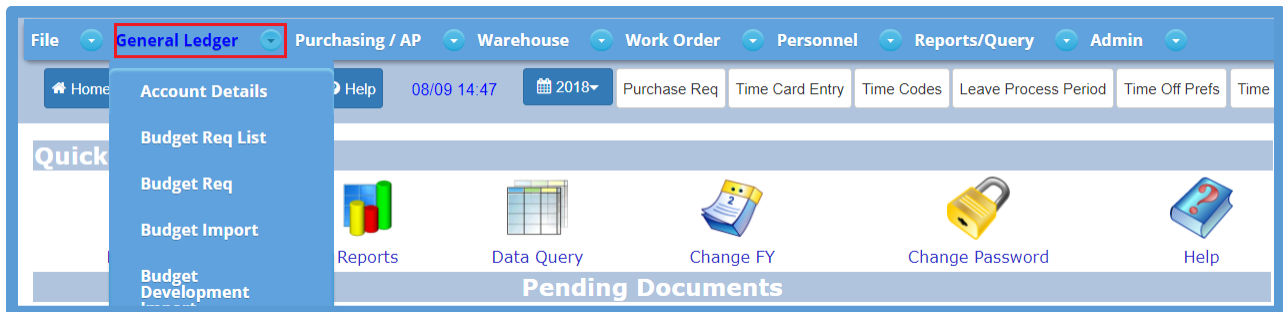 File General Ledger Purchasing / AP Warehouse Work Order Personnel Reports/Query Admin
Home Help 08/09 14:47 2018 Purchase Req Time Card Entry Time Codes Leave Process Period Time Off Prefs Time
Account Details
Budget Req List
Quick
Budget Req
Budget Import
Reports Data Query Change FY Change Password Help
2
Budget
Development
Pending Documents